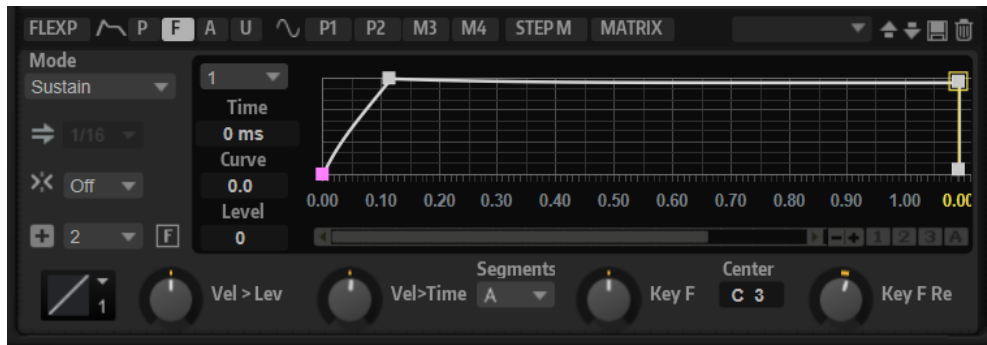 FLEXP P F A U P1 P2 M3 M4 STEP M MATRIX
Mode
Sustain
1
Time
1/16
0 ms
Curve
Off
0.0
Level
2 F
0
0.00 0.10 0.20 0.30 0.40 0.50 0.60 0.70 0.80 0.90 1.00 0.00
1 2 3 A
1
Vel > Lev
Vel>Time
Segments
A
Key F
Center
C 3
Key F Re